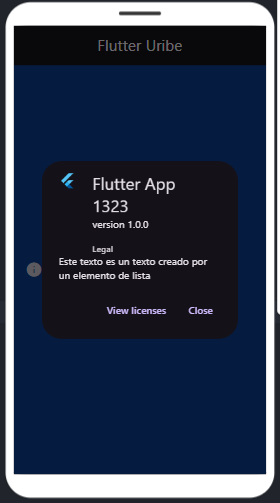 Flutter Uribe
Flutter App
1323
version 1.0.0
Legal
Este texto es un texto creado por
un elemento de lista
View licenses Close